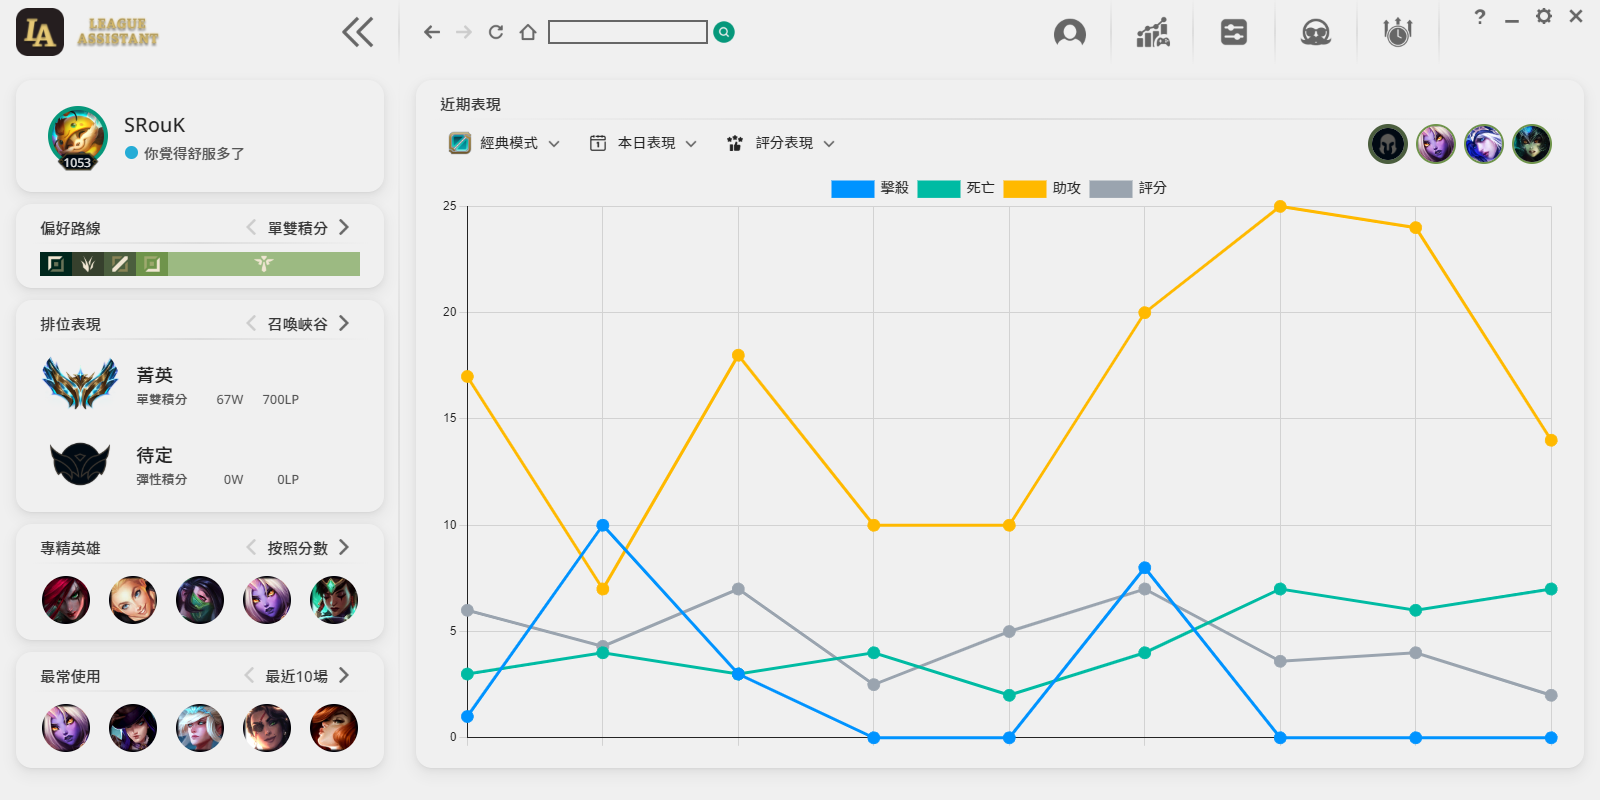 LEAGUE
ASSISTANT
SRouK
1053
你覺得舒服多了
偏好路線
單雙積分
排位表現
召喚峽谷
菁英
單雙積分 67W 700LP
待定
彈性積分 0W 0LP
專精英雄
按照分數
最常使用
最近10場
近期表現
經典模式
本日表現
評分表現
擊殺 死亡 助攻 評分
25
20
15
10
5
0